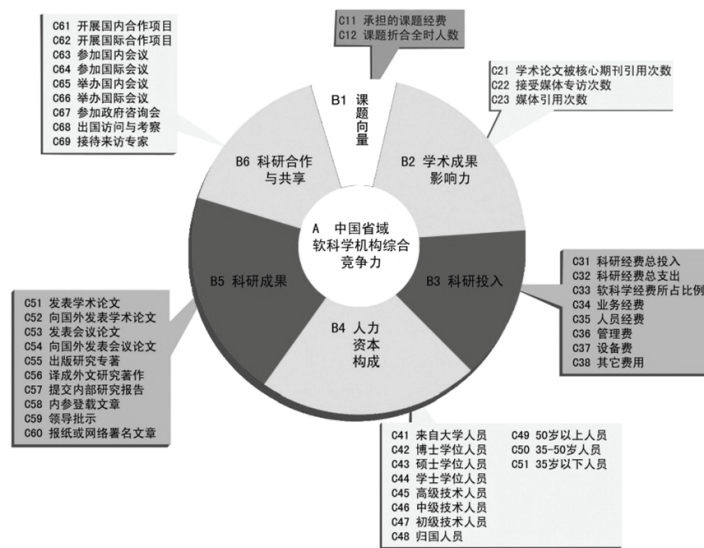 C11 承担的课题经费
C12 课题折合全时人数
C61 开展国内合作项目
C62 开展国际合作项目
C63 参加国内会议
C64 参加国际会议
C65 举办国内会议
C66 举办国际会议
C67 参加政府咨询会
C68 出国访问与考察
C69 接待来访专家
C21 学术论文被核心期刊引用次数
C22 接受媒体专访次数
C23 媒体引用次数
B1 课
题
向
量
B6 科研合作
与共享
B2 学术成果
影响力
A 中国省域
软科学机构综合
竞争力
B5 科研成果
B3 科研投入
B4 人力
资本
构成
C31 科研经费总投入
C32 科研经费总支出
C33 软科学经费所占比例
C34 业务经费
C35 人员经费
C36 管理费
C37 设备费
C38 其它费用
C51 发表学术论文
C52 向国外发表学术论文
C53 发表会议论文
C54 向国外发表会议论文
C55 出版研究专著
C56 译成外文研究著作
C57 提交内部研究报告
C58 内参登载文章
C59 领导批示
C60 报纸或网络署名文章
C41 来自大学人员
C42 博士学位人员
C43 硕士学位人员
C44 学士学位人员
C45 高级技术人员
C46 中级技术人员
C47 初级技术人员
C48 归国人员
C49 50岁以上人员
C50 35-50岁人员
C51 35岁以下人员